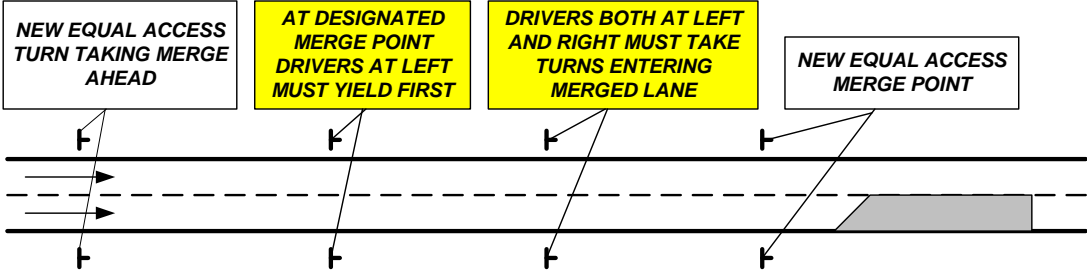 NEW EQUAL ACCESS
TURN TAKING MERGE
AHEAD
AT DESIGNATED
MERGE POINT
DRIVERS AT LEFT
MUST YIELD FIRST
DRIVERS BOTH AT LEFT
AND RIGHT MUST TAKE
TURNS ENTERING
MERGED LANE
NEW EQUAL ACCESS
MERGE POINT